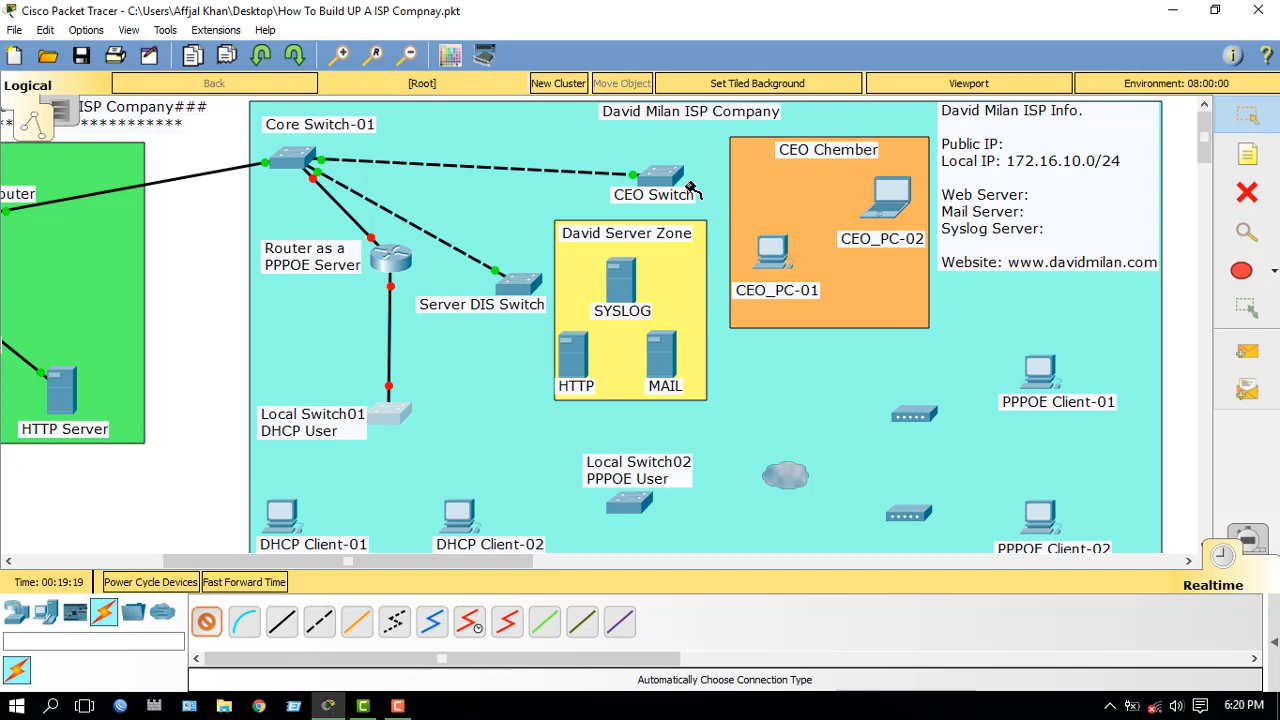 Cisco Packet Tracer - C:\Users\Affjal Khan\Desktop\How To Build UP A ISP Compnay.pkt
File Edit Options View Tools Extensions Help
Logical Back [Root] New Cluster Move Object Set Tiled Background Viewport Environment: 08:00:00
ISP Company###
***********
outer
HTTP Server
David Milan ISP Company
Core Switch-01
CEO Switch
Router as a
PPPOE Server
Server DIS Switch
David Server Zone
SYSLOG
HTTP
MAIL
CEO Chember
CEO_PC-02
CEO_PC-01
David Milan ISP Info.
Public IP:
Local IP: 172.16.10.0/24
Web Server:
Mail Server:
Syslog Server:
Website: www.davidmilan.com
Local Switch01
DHCP User
Local Switch02
PPPOE User
PPPOE Client-01
DHCP Client-01
DHCP Client-02
PPPOE Client-02
Time: 00:19:19 Power Cycle Devices Fast Forward Time
Realtime
Automatically Choose Connection Type
6:20 PM